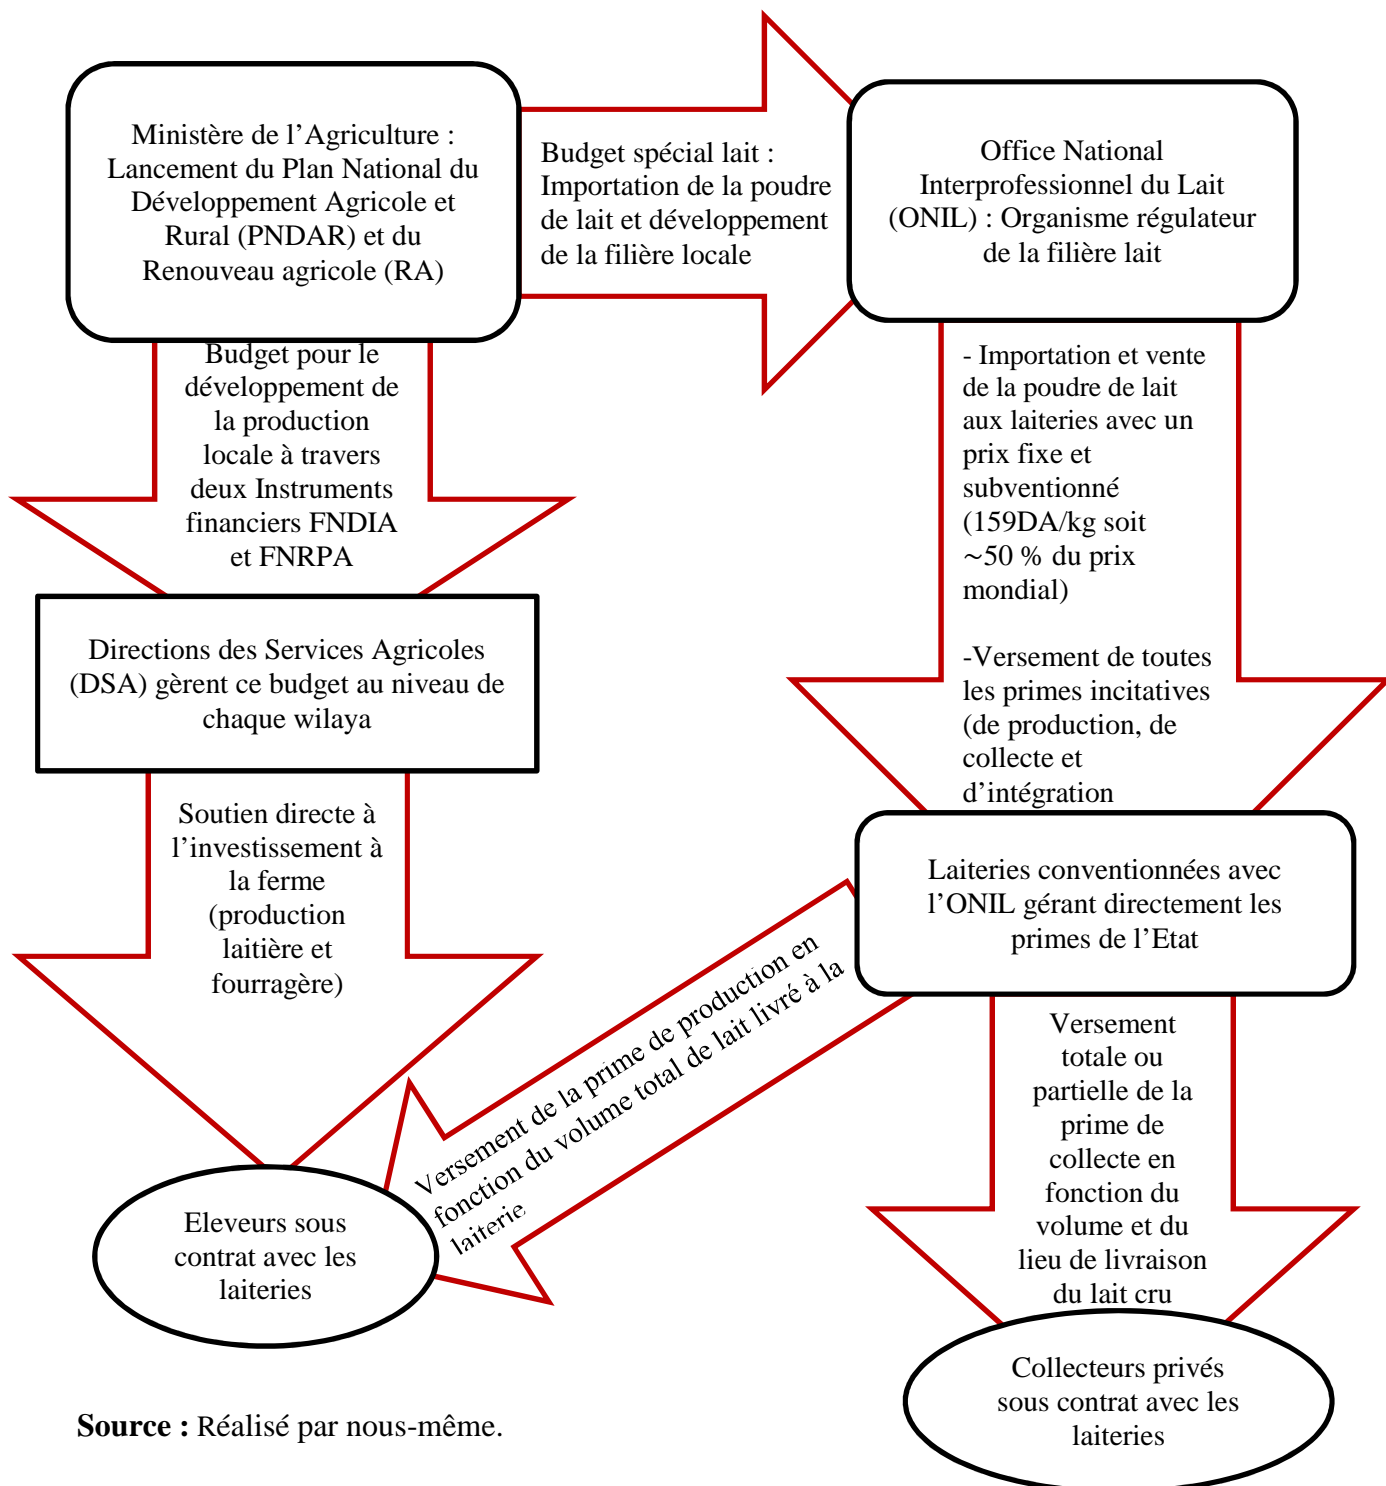 Ministère de l’Agriculture :
Lancement du Plan National du
Développement Agricole et
Rural (PNDAR) et du
Renouveau agricole (RA)
Budget spécial lait :
Importation de la poudre
de lait et développement
de la filière locale
Office National
Interprofessionnel du Lait
(ONIL) : Organisme régulateur
de la filière lait
Budget pour le
développement de
la production
locale à travers
deux Instruments
financiers FNDIA
et FNRPA
- Importation et vente
de la poudre de lait
aux laiteries avec un
prix fixe et
subventionné
(159DA/kg soit
~50 % du prix
mondial)
-Versement de toutes
les primes incitatives
(de production, de
collecte et
d’intégration
Directions des Services Agricoles
(DSA) gèrent ce budget au niveau de
chaque wilaya
Soutien directe à
l’investissement à
la ferme
(production
laitière et
fourragère)
Laiteries conventionnées avec
l’ONIL gérant directement les
primes de l’Etat
Versement de la prime de production en
fonction du volume total de lait livré à la
laiterie
Versement
totale ou
partielle de la
prime de
collecte en
fonction du
volume et du
lieu de livraison
du lait cru
Eleveurs sous
contrat avec les
laiteries
Collecteurs privés
sous contrat avec les
laiteries
Source : Réalisé par nous-même.